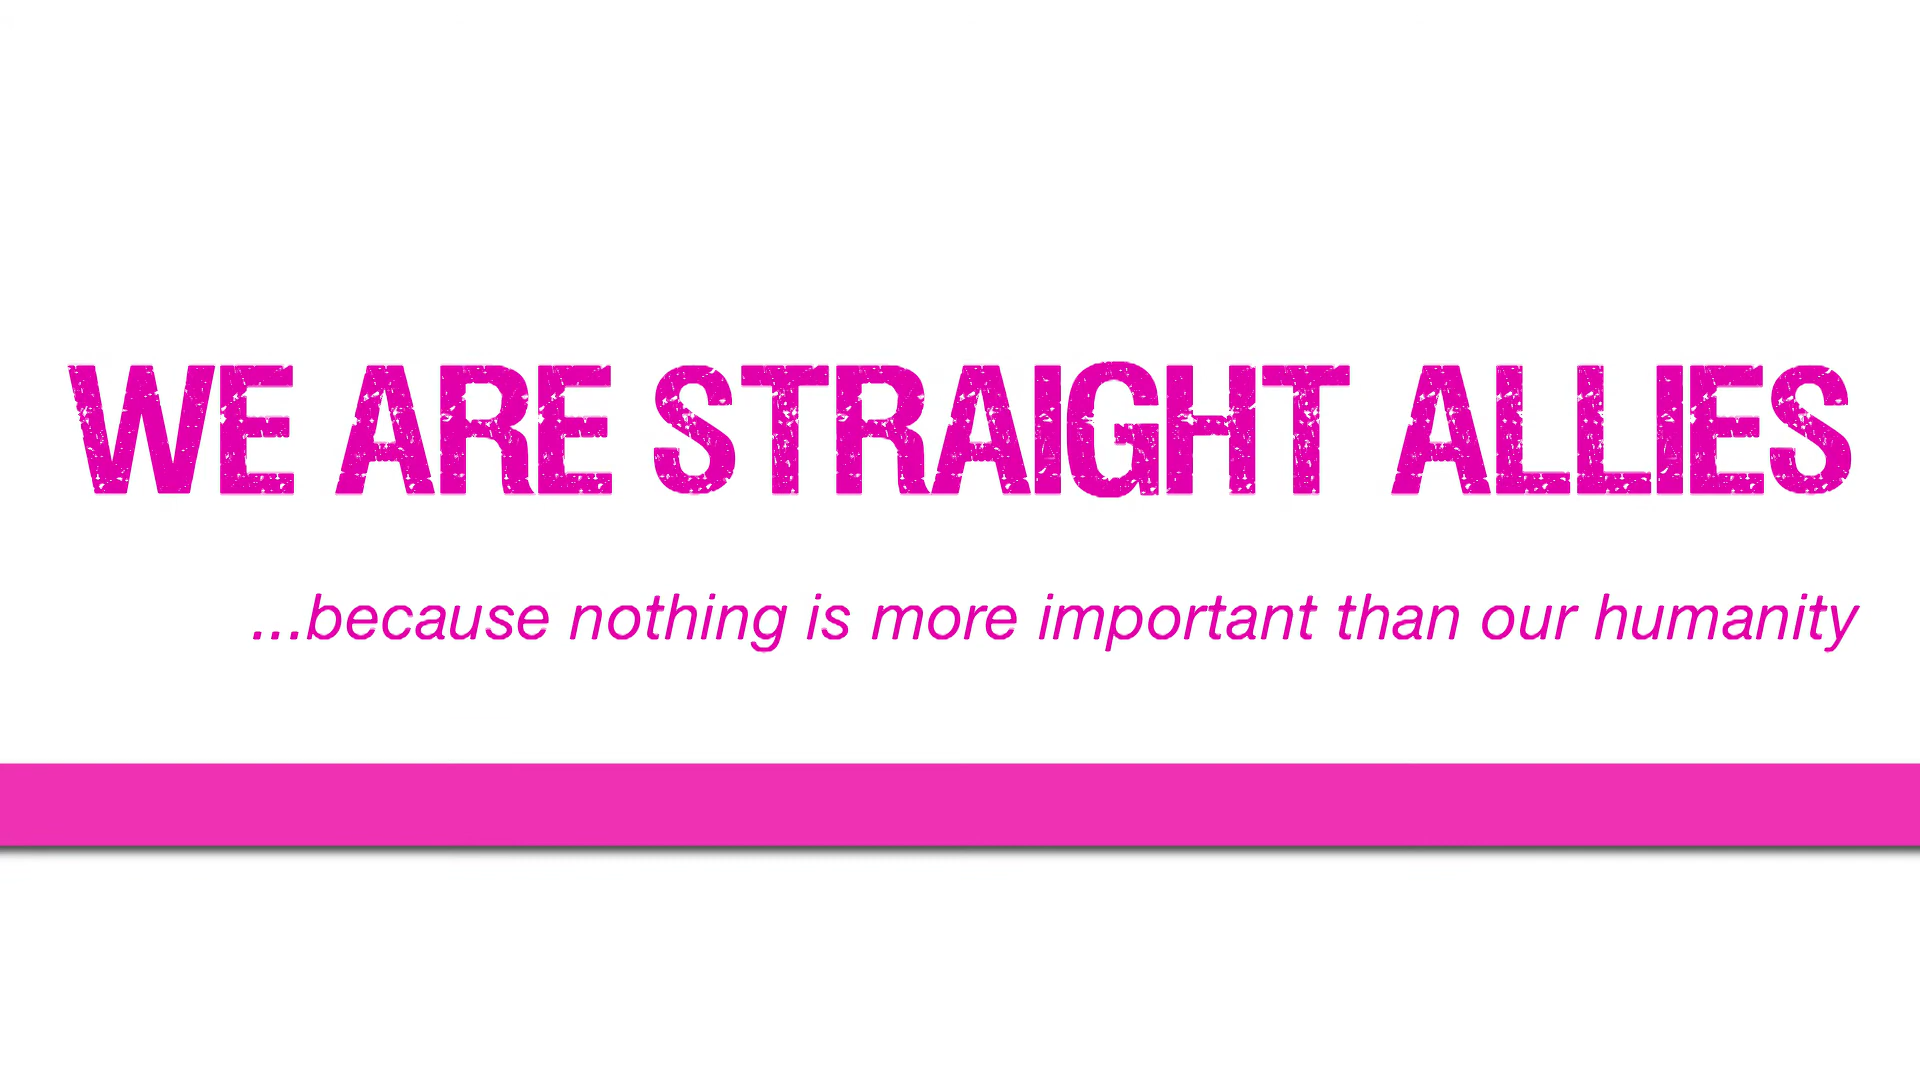 WE ARE STRAIGHT ALLIES
...because nothing is more important than our humanity